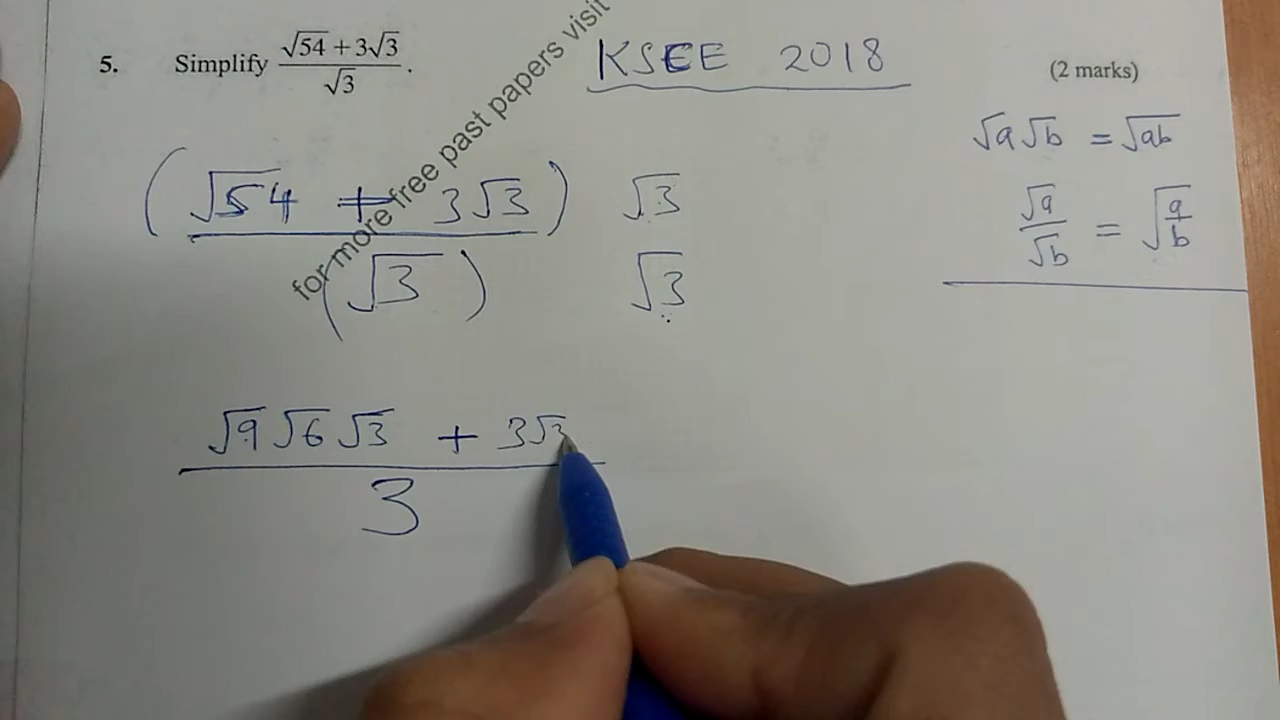 5. Simplify (√54 + 3√3)/√3 . KSCE 2018 (2 marks)
for more free past papers visit
√a √b = √ab
√a/√b = √(a/b)
(√54 + 3√3) √3
(√3) √3
√9 √6 √3 + 3√3
3